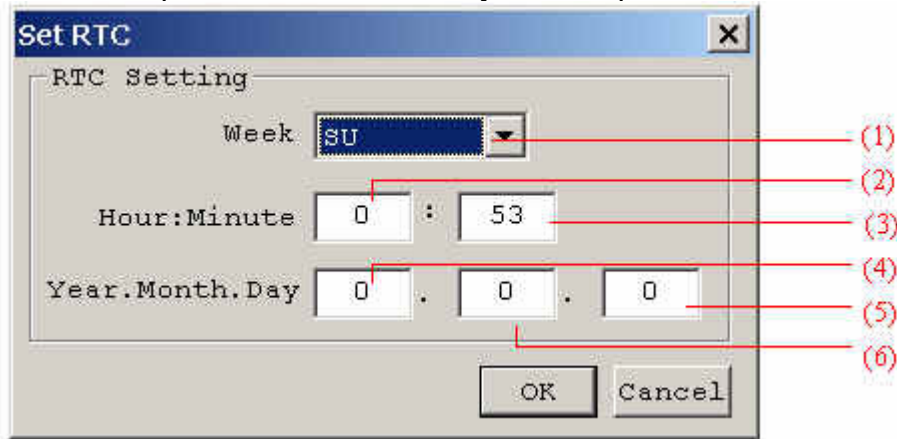 Set RTC
RTC Setting
Week SU (1)
(2)
Hour:Minute 0 : 53 (3)
(4)
Year.Month.Day 0 . 0 . 0 (5)
(6)
OK Cancel